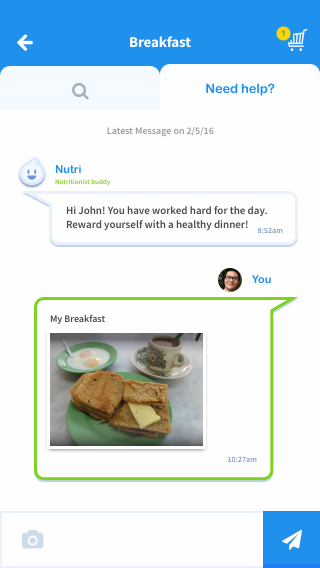 Breakfast
1
Need help?
Latest Message on 2/5/16
Nutri
Nutritionist buddy
Hi John! You have worked hard for the day.
Reward yourself with a healthy dinner!
8:52am
You
My Breakfast
10:27am